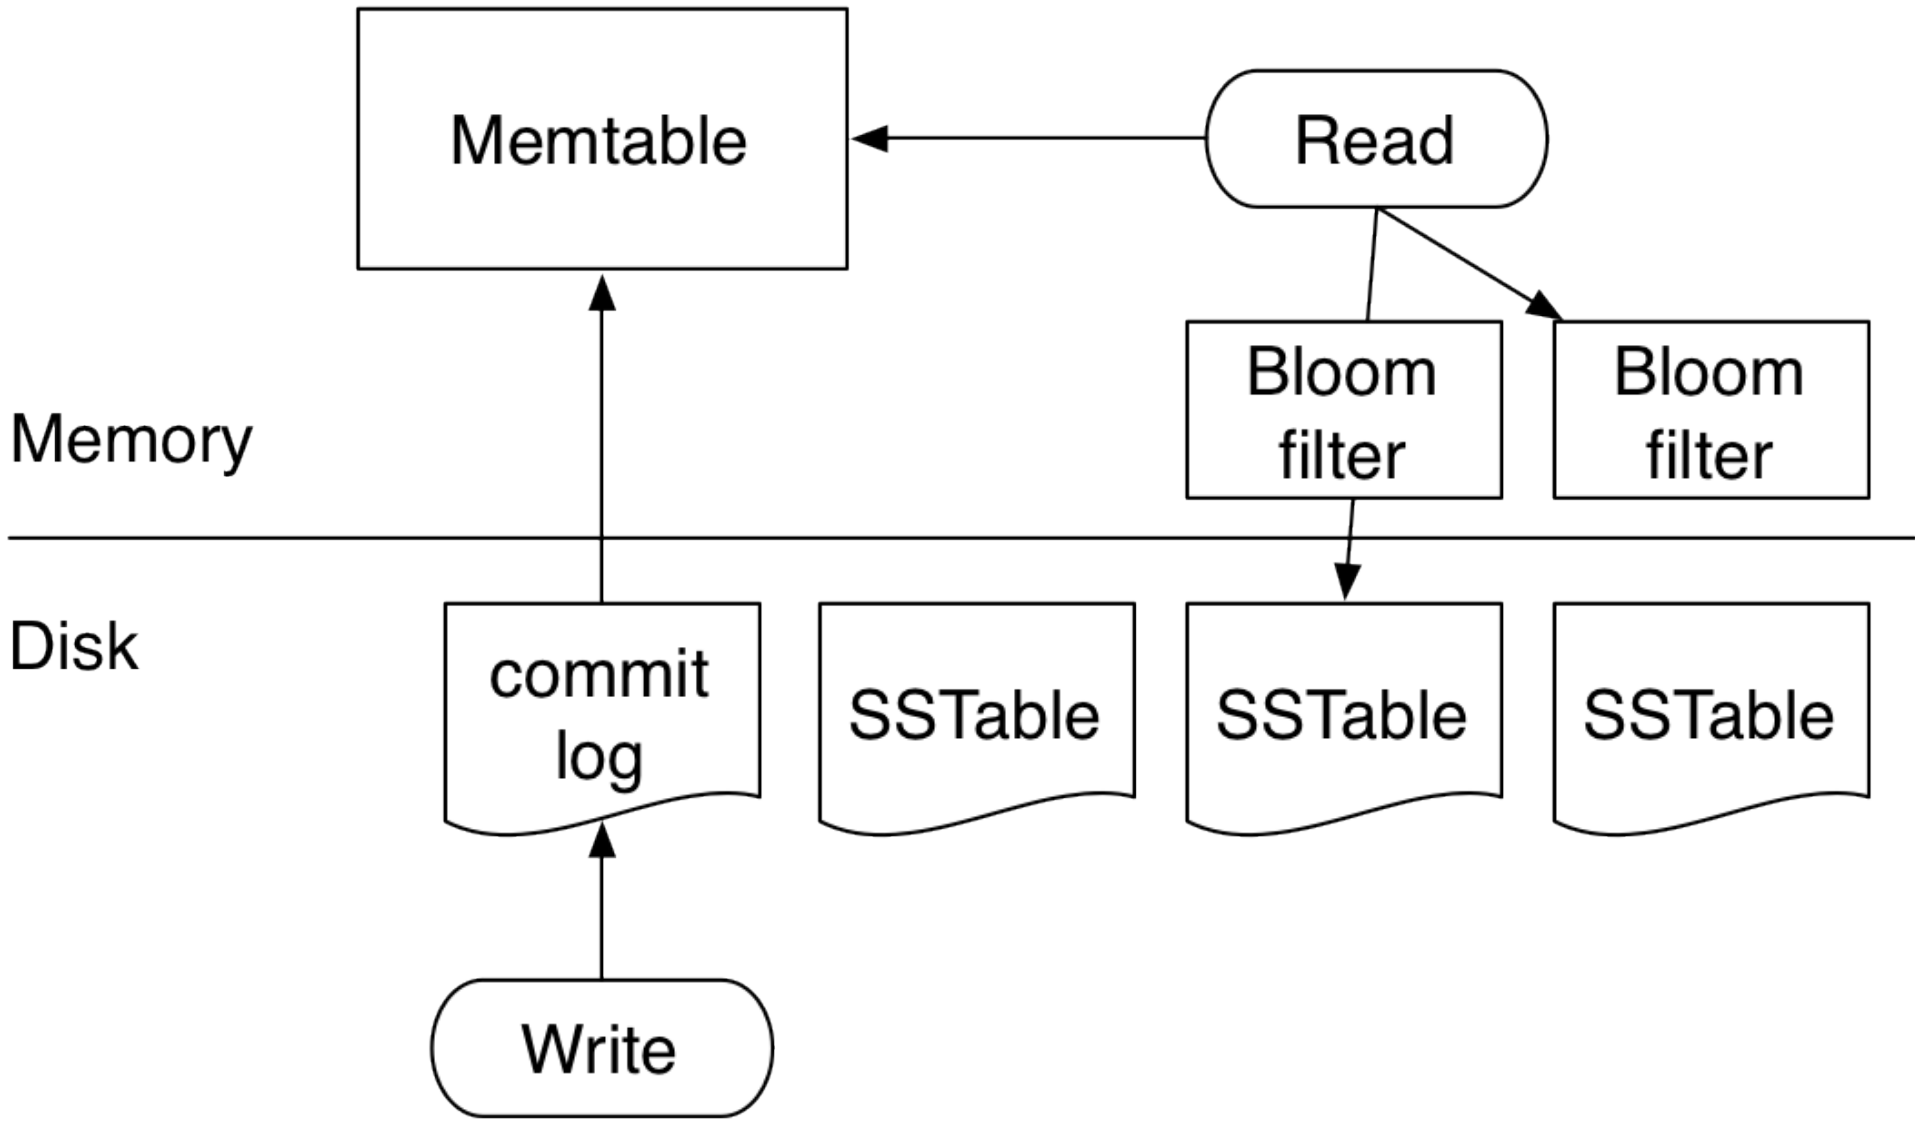 Memtable
Read
Bloom
filter
Bloom
filter
Memory
Disk
commit
log
SSTable
SSTable
SSTable
Write